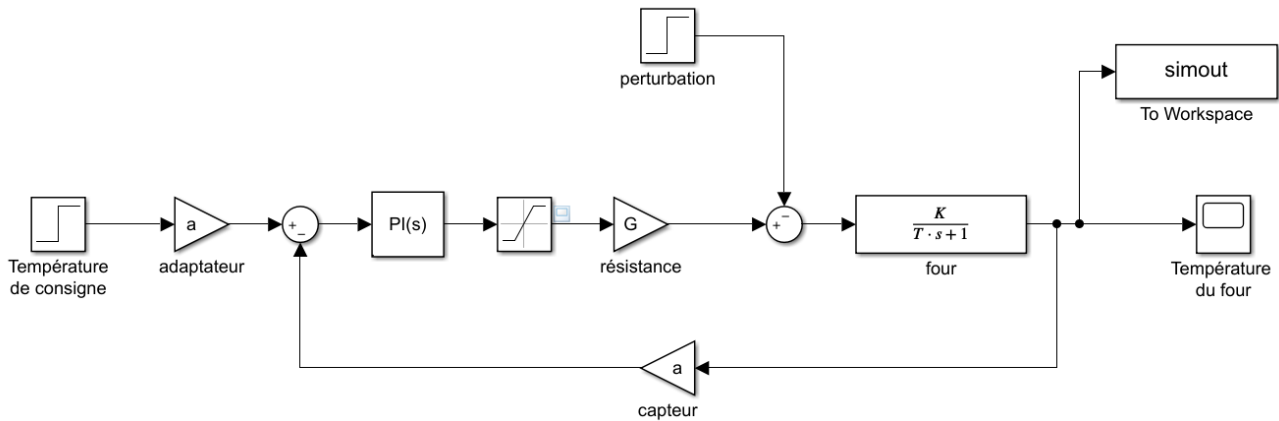 perturbation
simout
To Workspace
Température
de consigne
a
adaptateur
+
−
PI(s)
G
résistance
−
+
K
T · s + 1
four
Température
du four
a
capteur